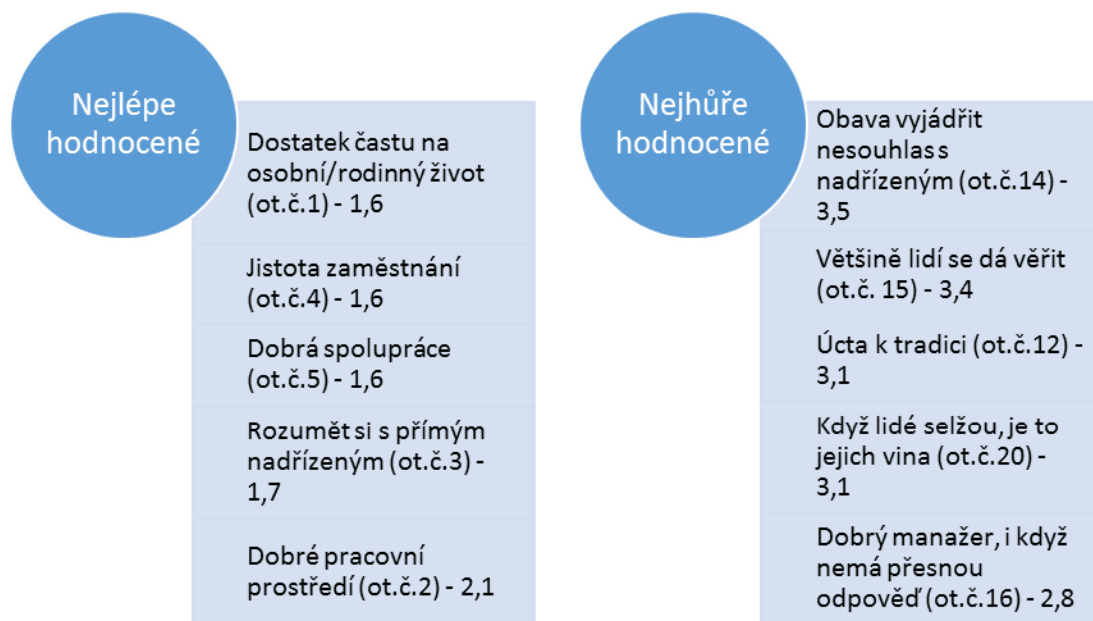 Nejlépe
hodnocené
Dostatek častu na
osobní/rodinný život
(ot.č.1) - 1,6
Jistota zaměstnání
(ot.č.4) - 1,6
Dobrá spolupráce
(ot.č.5) - 1,6
Rozumět si s přímým
nadřízeným (ot.č.3) -
1,7
Dobré pracovní
prostředí (ot.č.2) - 2,1
Nejhůře
hodnocené
Obava vyjádřit
nesouhlas s
nadřízeným (ot.č.14) -
3,5
Většině lidí se dá věřit
(ot.č. 15) - 3,4
Úcta k tradici (ot.č.12) -
3,1
Když lidé selžou, je to
jejich vina (ot.č.20) -
3,1
Dobrý manažer, i když
nemá přesnou
odpověď (ot.č.16) - 2,8